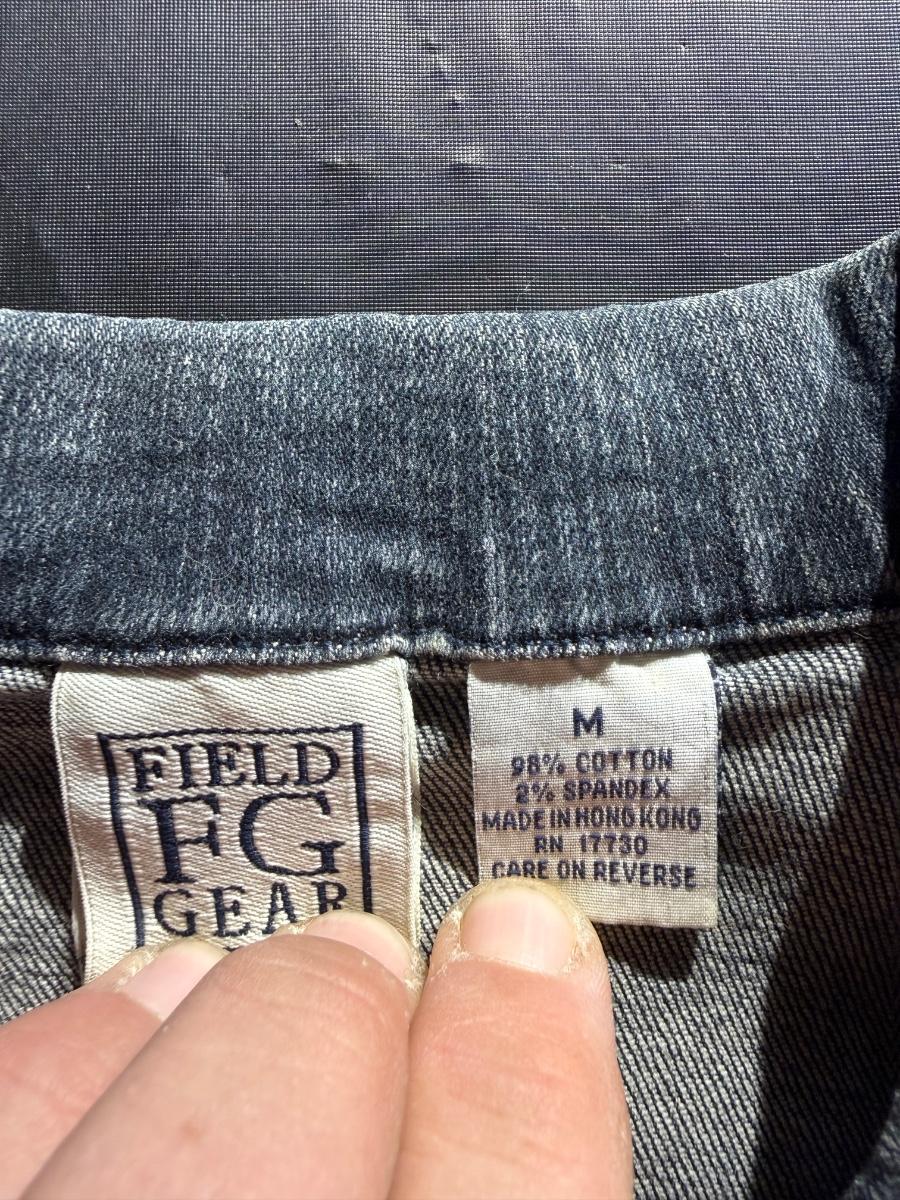 FIELD
FG
GEAR
M
98% COTTON
2% SPANDEX
MADE IN HONG KONG
RN 17730
CARE ON REVERSE